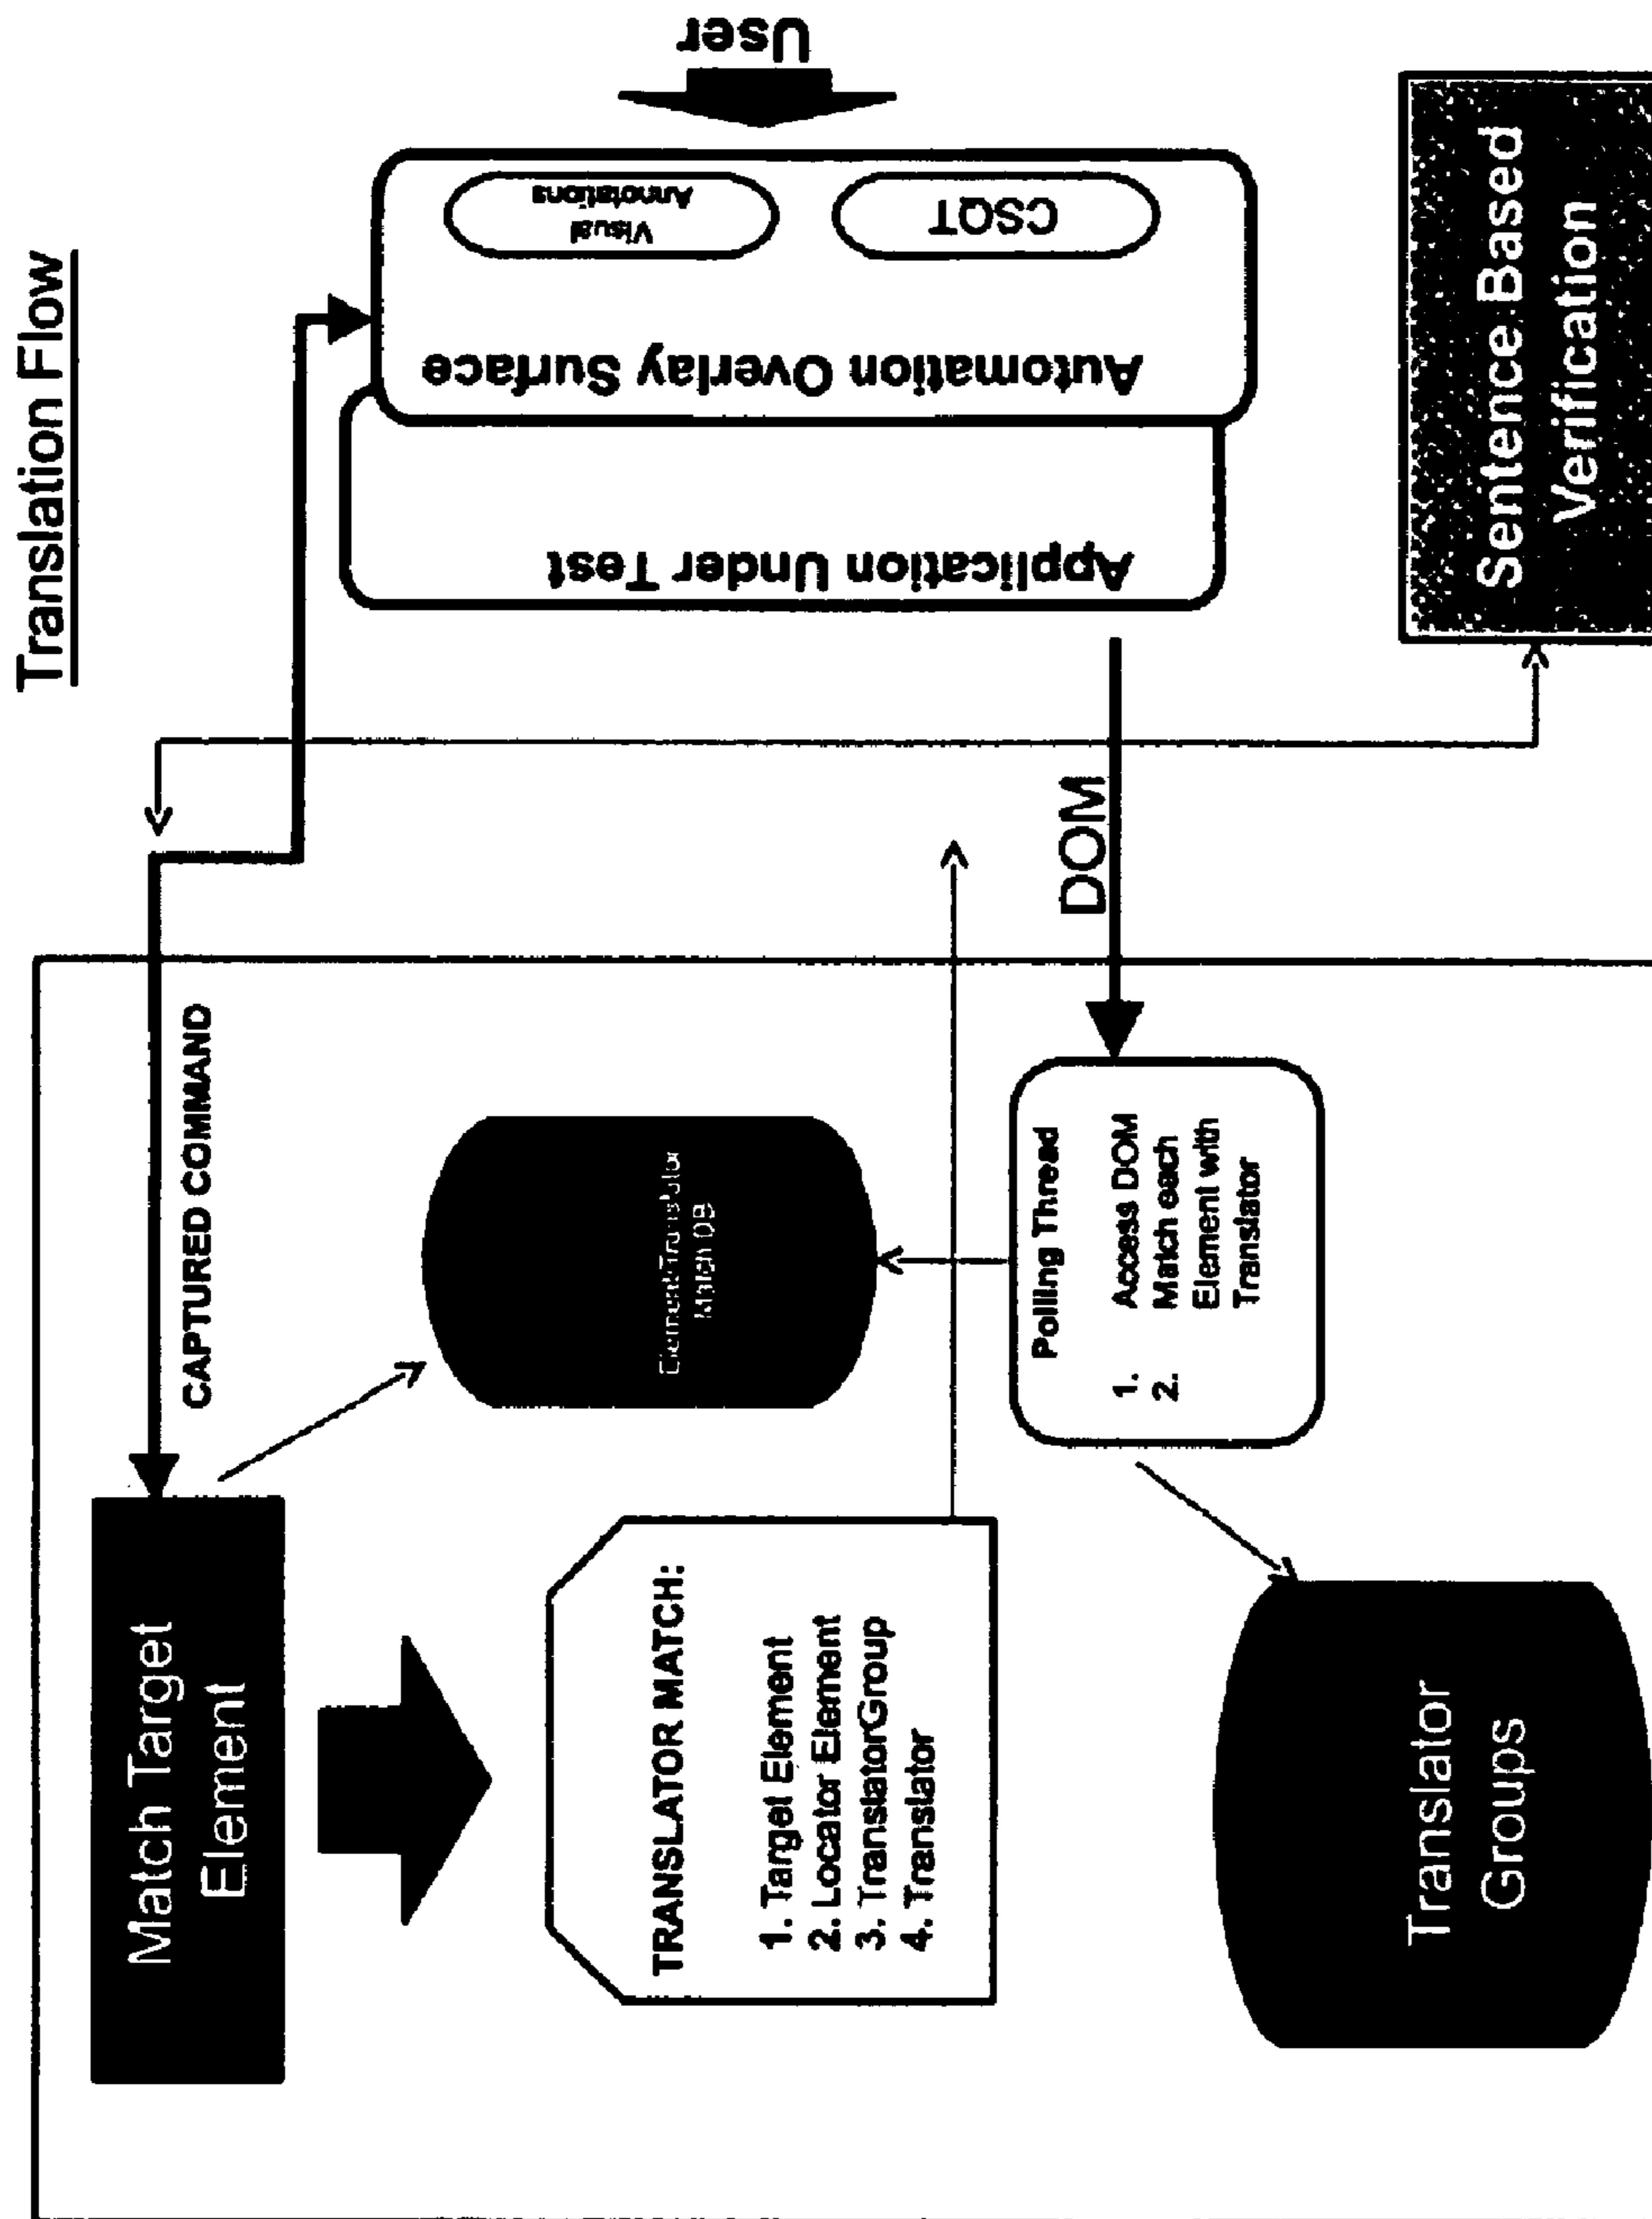 Translation Flow
User
Visual
Annotations
CSQT
Automation Overlay Surface
Application Under Test
Sentence Based
Verification
DOM
CAPTURED COMMAND
Match DB
Polling Thread
1. Access DOM
2. Match each
Element with
Translator
Match Target
Element
TRANSLATOR MATCH:
1. Target Element
2. Locator Element
3. TranslatorGroup
4. Translator
Translator
Groups